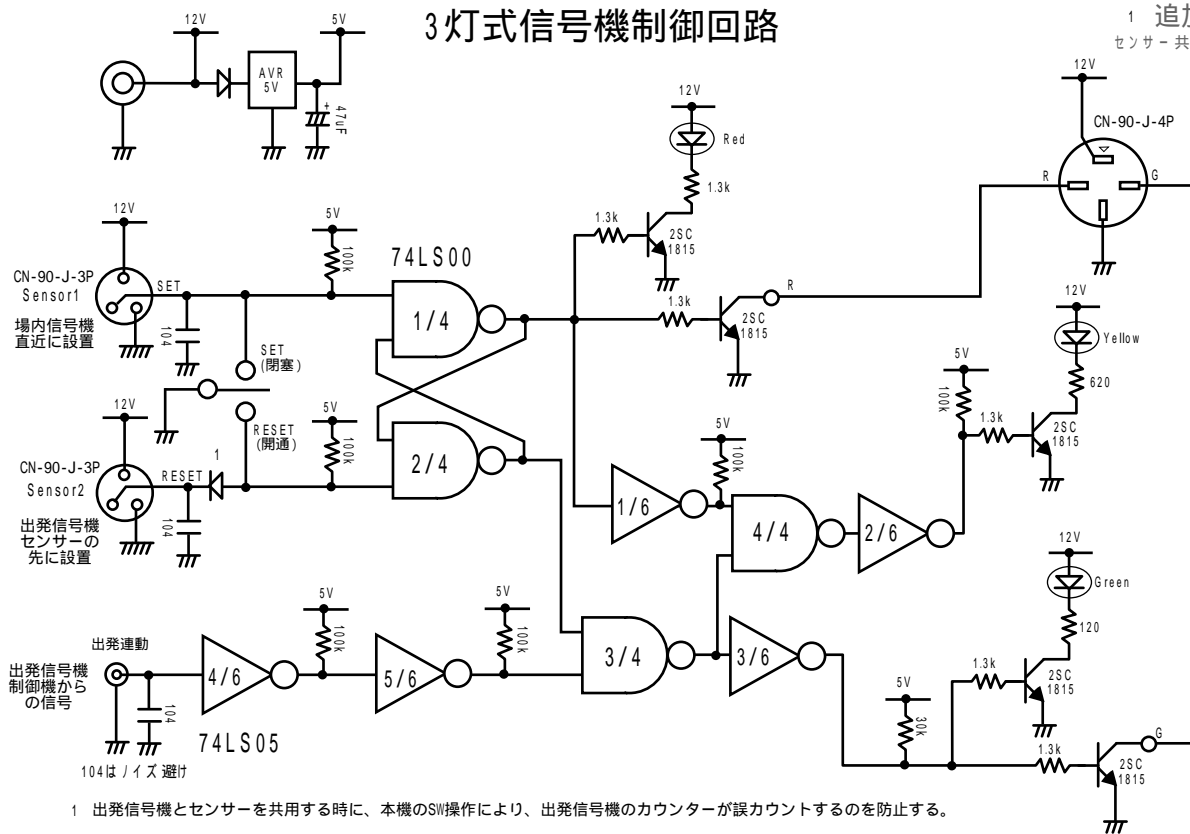 3灯式信号機制御回路
1 追加
センサー共
12V
5V
AVR
5V
+
47uF
12V
CN-90-J-4P
R
G
12V
Red
1.3k
1.3k
2SC
1815
12V
CN-90-J-3P
Sensor1
場内信号機
直近に設置
SET
104
5V
100k
74LS00
1/4
1.3k
2SC
1815
R
SET
(閉塞)
RESET
(開通)
12V
CN-90-J-3P
Sensor2
出発信号機
センサーの
先に設置
RESET
1
104
5V
100k
2/4
12V
Yellow
620
5V
100k
1.3k
2SC
1815
5V
100k
1/6
4/4
2/6
出発連動
出発信号機
制御機から
の信号
104
4/6
5V
100k
5/6
5V
100k
3/4
3/6
74LS05
104はノイズ避け
12V
Green
120
1.3k
2SC
1815
5V
30k
1.3k
2SC
1815
G
1 出発信号機とセンサーを共用する時に、本機のSW操作により、出発信号機のカウンターが誤カウントするのを防止する。